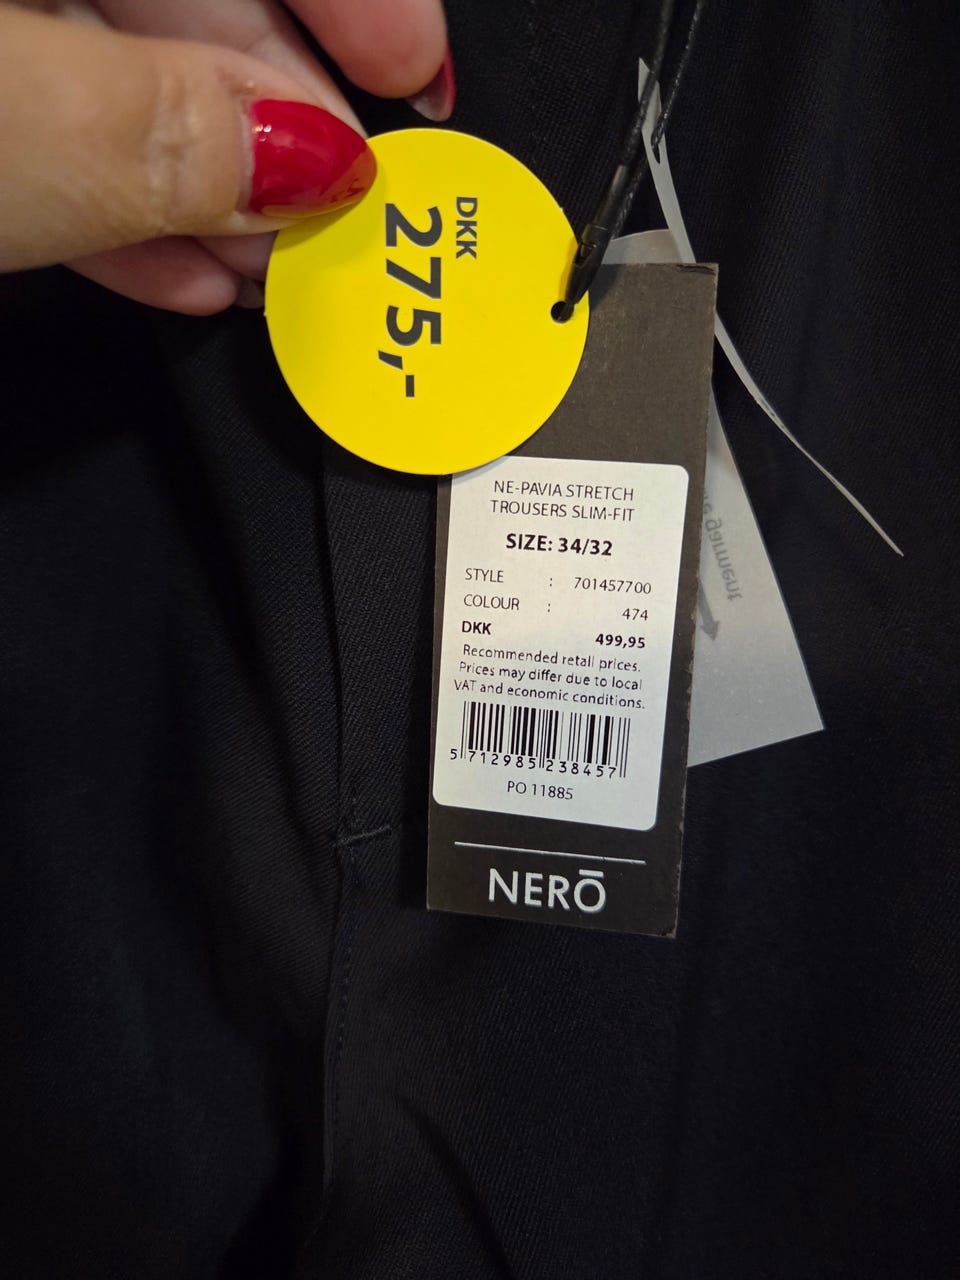 DKK
275,-
NE-PAVIA STRETCH
TROUSERS SLIM-FIT
SIZE: 34/32
STYLE : 701457700
COLOUR : 474
DKK 499,95
Recommended retail prices.
Prices may differ due to local
VAT and economic conditions.
5 712985 238457
PO 11885
NERŌ
garment